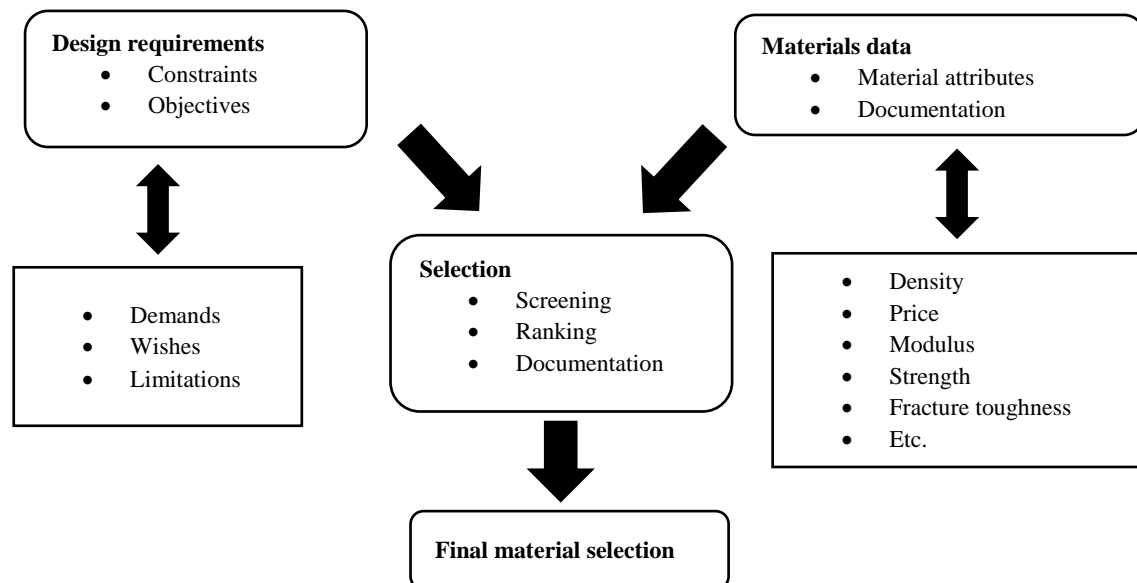 Design requirements
• Constraints
• Objectives
Materials data
• Material attributes
• Documentation
Demands
• Wishes
• Limitations
Selection
• Screening
• Ranking
• Documentation
• Density
• Price
• Modulus
• Strength
• Fracture toughness
• Etc.
Final material selection